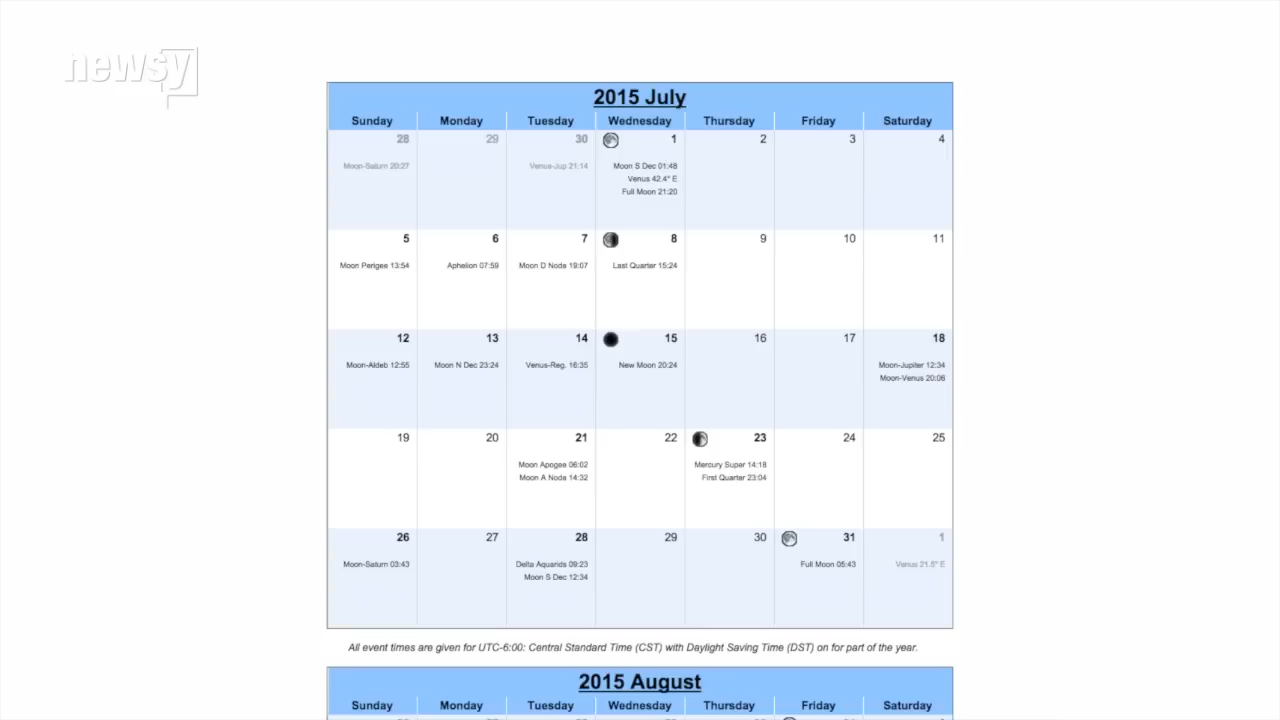 newsy
2015 July
Sunday Monday Tuesday Wednesday Thursday Friday Saturday
28 29 30 1 2 3 4
Moon-Saturn 20:27 Venus-Jup 21:14 Moon S Dec 01:48
Venus 42.4° E
Full Moon 21:20
5 6 7 8 9 10 11
Moon Perigee 13:54 Aphelion 07:59 Moon D Node 19:07 Last Quarter 15:24
12 13 14 15 16 17 18
Moon-Aldeb 12:55 Moon N Dec 23:24 Venus-Reg. 16:35 New Moon 20:24 Moon-Jupiter 12:34
Moon-Venus 20:06
19 20 21 22 23 24 25
Moon Apogee 06:02 Mercury Super 14:18
Moon A Node 14:32 First Quarter 23:04
26 27 28 29 30 31 1
Moon-Saturn 03:43 Delta Aquarids 09:23 Full Moon 05:43 Venus 21.5° E
Moon S Dec 12:34
All event times are given for UTC-6:00: Central Standard Time (CST) with Daylight Saving Time (DST) on for part of the year.
2015 August
Sunday Monday Tuesday Wednesday Thursday Friday Saturday